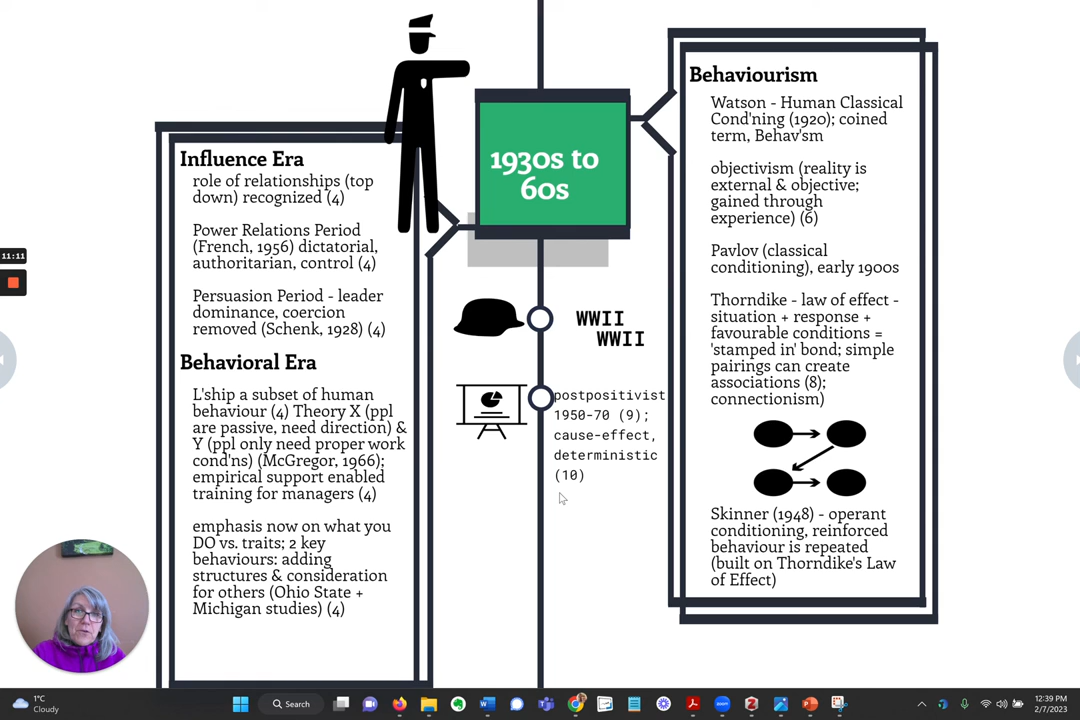 1930s to
60s
Influence Era
role of relationships (top
down) recognized (4)
Power Relations Period
(French, 1956) dictatorial,
authoritarian, control (4)
Persuasion Period - leader
dominance, coercion
removed (Schenk, 1928) (4)
Behavioral Era
L'ship a subset of human
behaviour (4) Theory X (ppl
are passive, need direction) &
Y (ppl only need proper work
cond'ns) (McGregor, 1966);
empirical support enabled
training for managers (4)
emphasis now on what you
DO vs. traits; 2 key
behaviours: adding
structures & consideration
for others (Ohio State +
Michigan studies) (4)
WWII
WWII
postpositivist
1950-70 (9);
cause-effect,
deterministic
(10)
Behaviourism
Watson - Human Classical
Cond'ning (1920); coined
term, Behav'sm
objectivism (reality is
external & objective;
gained through
experience) (6)
Pavlov (classical
conditioning), early 1900s
Thorndike - law of effect -
situation + response +
favourable conditions =
'stamped in' bond; simple
pairings can create
associations (8);
connectionism)
Skinner (1948) - operant
conditioning, reinforced
behaviour is repeated
(built on Thorndike's Law
of Effect)
11:11
1°C
Cloudy
Search
12:39 PM
2/7/2023